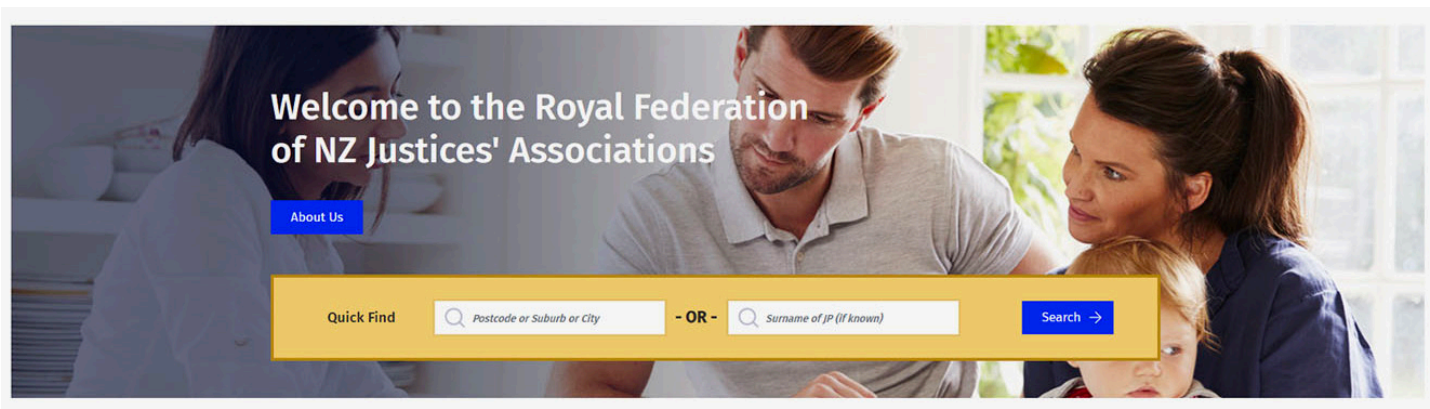 Welcome to the Royal Federation
of NZ Justices' Associations
About Us
Quick Find
Postcode or Suburb or City
- OR -
Surname of JP (if known)
Search →